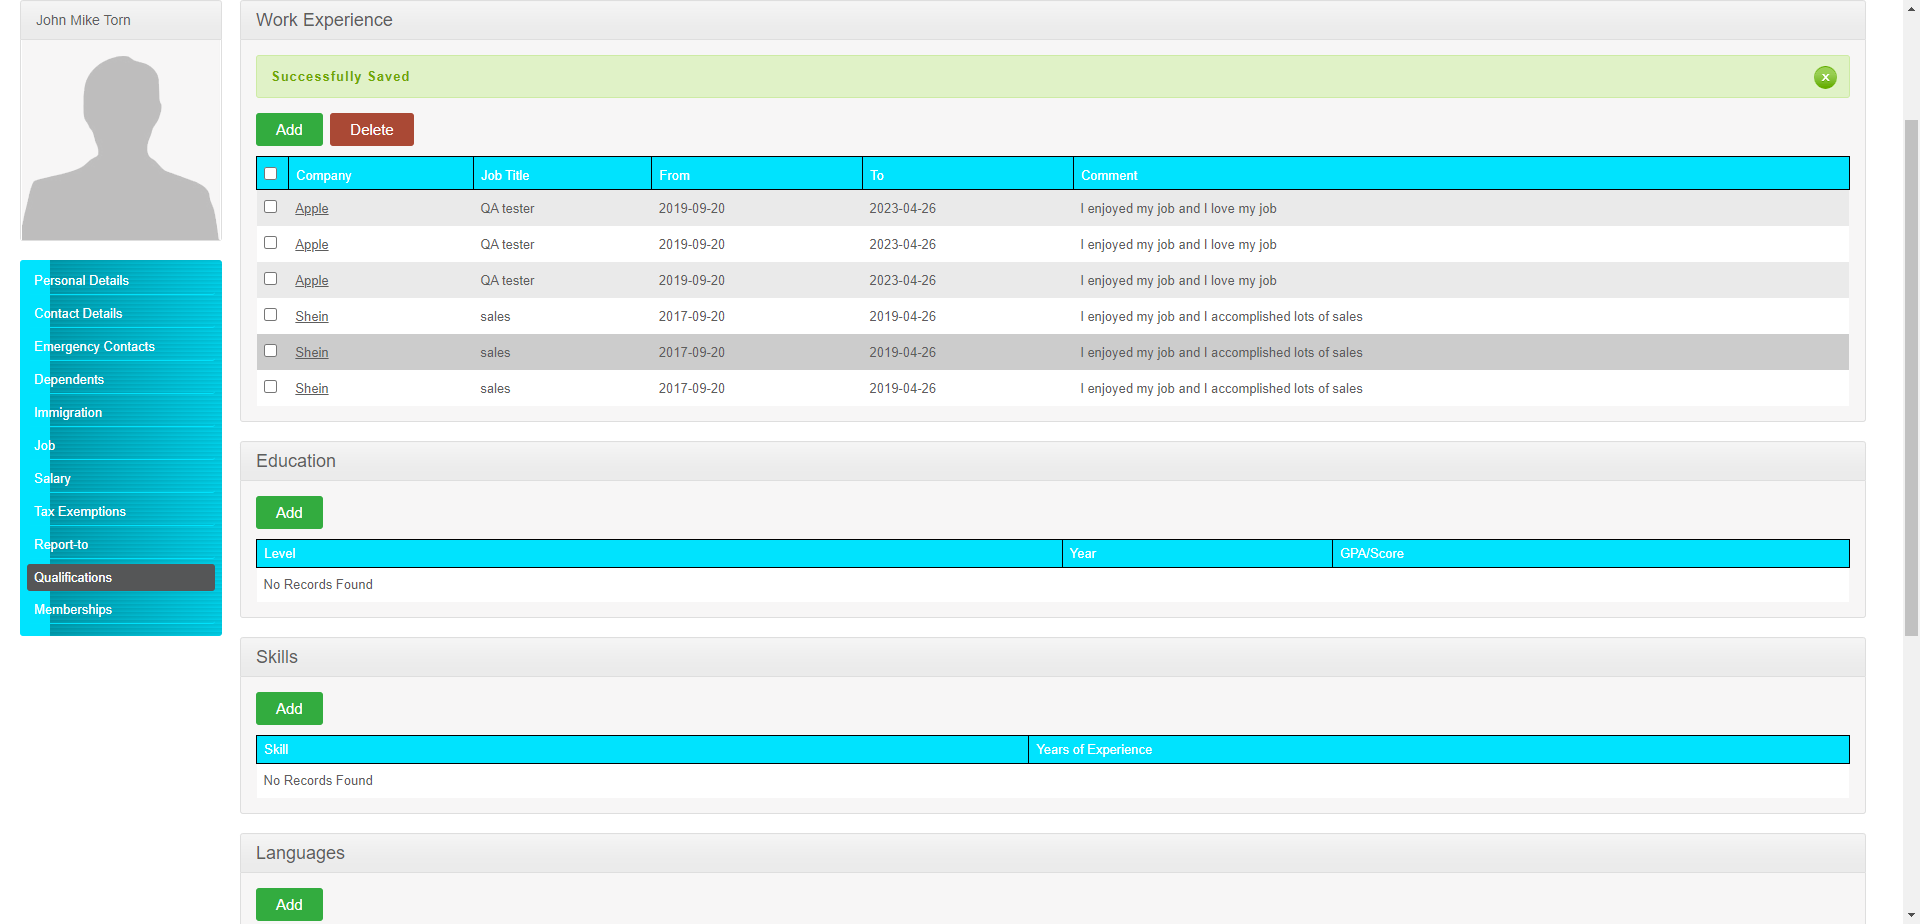 John Mike Torn
Personal Details
Contact Details
Emergency Contacts
Dependents
Immigration
Job
Salary
Tax Exemptions
Report-to
Qualifications
Memberships
Work Experience
Successfully Saved
x
Add Delete
Company Job Title From To Comment
Apple QA tester 2019-09-20 2023-04-26 I enjoyed my job and I love my job
Apple QA tester 2019-09-20 2023-04-26 I enjoyed my job and I love my job
Apple QA tester 2019-09-20 2023-04-26 I enjoyed my job and I love my job
Shein sales 2017-09-20 2019-04-26 I enjoyed my job and I accomplished lots of sales
Shein sales 2017-09-20 2019-04-26 I enjoyed my job and I accomplished lots of sales
Shein sales 2017-09-20 2019-04-26 I enjoyed my job and I accomplished lots of sales
Education
Add
Level Year GPA/Score
No Records Found
Skills
Add
Skill Years of Experience
No Records Found
Languages
Add